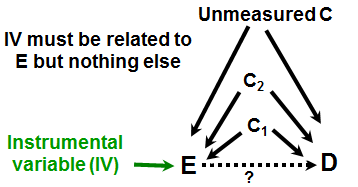 Unmeasured C
IV must be related to
E but nothing else
C₂
C₁
Instrumental
variable (IV)
E
D
?